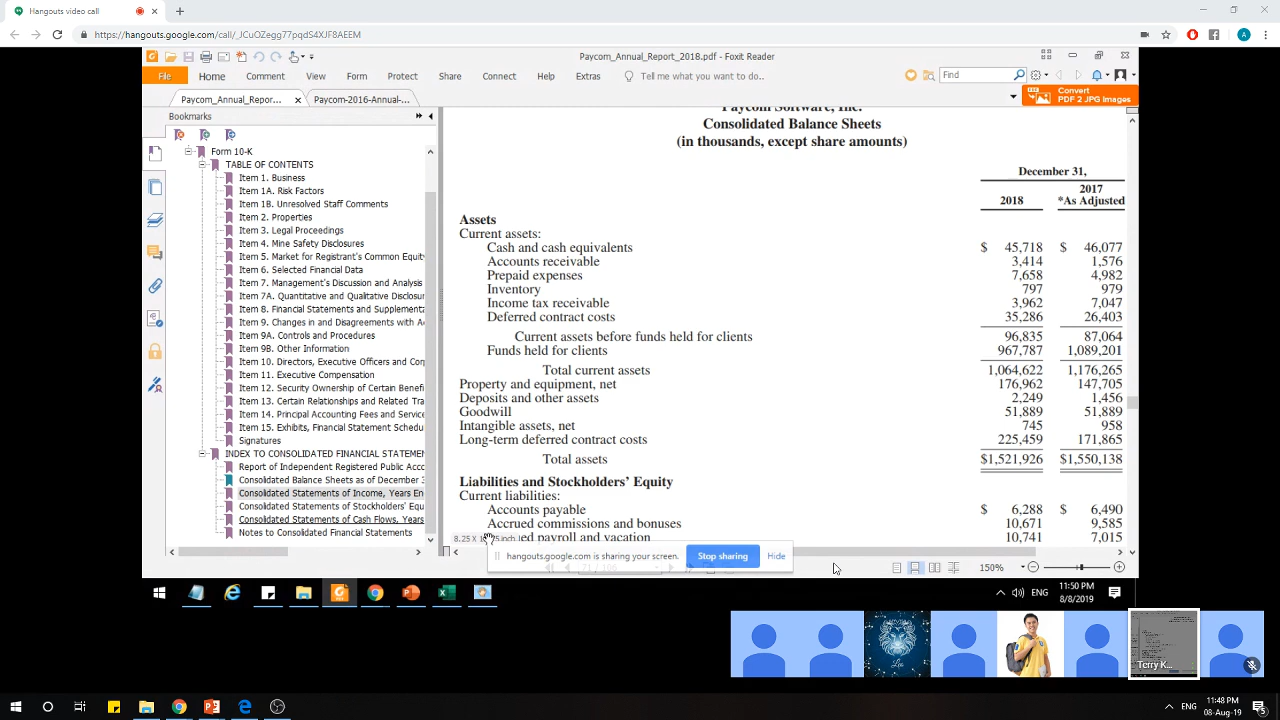 Hangouts video call
https://hangouts.google.com/call/_JCuOZegg77pqdS4XJF8AEEM
A
Paycom_Annual_Report_2018.pdf - Foxit Reader
File Home Comment View Form Protect Share Connect Help Extras Tell me what you want to do.. Find
Paycom_Annual_Repor... Paycom-2016-Annual-...
Convert
PDF 2 JPG Images
Bookmarks
Form 10-K
TABLE OF CONTENTS
Item 1. Business
Item 1A. Risk Factors
Item 1B. Unresolved Staff Comments
Item 2. Properties
Item 3. Legal Proceedings
Item 4. Mine Safety Disclosures
Item 5. Market for Registrant's Common Equity
Item 6. Selected Financial Data
Item 7. Management's Discussion and Analysis
Item 7A. Quantitative and Qualitative Disclosu
Item 8. Financial Statements and Supplementa
Item 9. Changes in and Disagreements with A
Item 9A. Controls and Procedures
Item 9B. Other Information
Item 10. Directors, Executive Officers and Cor
Item 11. Executive Compensation
Item 12. Security Ownership of Certain Benefi
Item 13. Certain Relationships and Related Tra
Item 14. Principal Accounting Fees and Service
Item 15. Exhibits, Financial Statement Schedu
Signatures
INDEX TO CONSOLIDATED FINANCIAL STATEMEN
Report of Independent Registered Public Acco
Consolidated Balance Sheets as of December 3
Consolidated Statements of Income, Years En
Consolidated Statements of Stockholders' Equ
Consolidated Statements of Cash Flows, Years
Notes to Consolidated Financial Statements
Paycom Software, Inc.
Consolidated Balance Sheets
(in thousands, except share amounts)
December 31,
2017
2018 *As Adjusted
Assets
Current assets:
Cash and cash equivalents $ 45,718 $ 46,077
Accounts receivable 3,414 1,576
Prepaid expenses 7,658 4,982
Inventory 797 979
Income tax receivable 3,962 7,047
Deferred contract costs 35,286 26,403
Current assets before funds held for clients 96,835 87,064
Funds held for clients 967,787 1,089,201
Total current assets 1,064,622 1,176,265
Property and equipment, net 176,962 147,705
Deposits and other assets 2,249 1,456
Goodwill 51,889 51,889
Intangible assets, net 745 958
Long-term deferred contract costs 225,459 171,865
Total assets $1,521,926 $1,550,138
Liabilities and Stockholders' Equity
Current liabilities:
Accounts payable $ 6,288 $ 6,490
Accrued commissions and bonuses 10,671 9,585
ed payroll and vacation 10,741 7,015
8.25 X
hangouts.google.com is sharing your screen. Stop sharing Hide
71 / 106
150%
ENG
11:50 PM
8/8/2019
Leo
Terry K...
ENG
11:48 PM
08-Aug-19
5